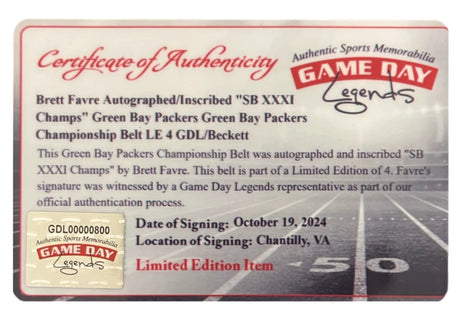 Certificate of Authenticity
Authentic Sports Memorabilia
GAME DAY
Legends
Brett Favre Autographed/Inscribed "SB XXXI
Champs" Green Bay Packers Green Bay Packers
Championship Belt LE 4 GDL/Beckett
This Green Bay Packers Championship Belt was autographed and inscribed "SB
XXXI Champs" by Brett Favre. This belt is part of a Limited Edition of 4. Favre's
signature was witnessed by a Game Day Legends representative as part of our
official authentication process.
GDL00000800
Authentic Sports Memorabilia
GAME DAY
Legends
Date of Signing: October 19, 2024
Location of Signing: Chantilly, VA
Limited Edition Item
50